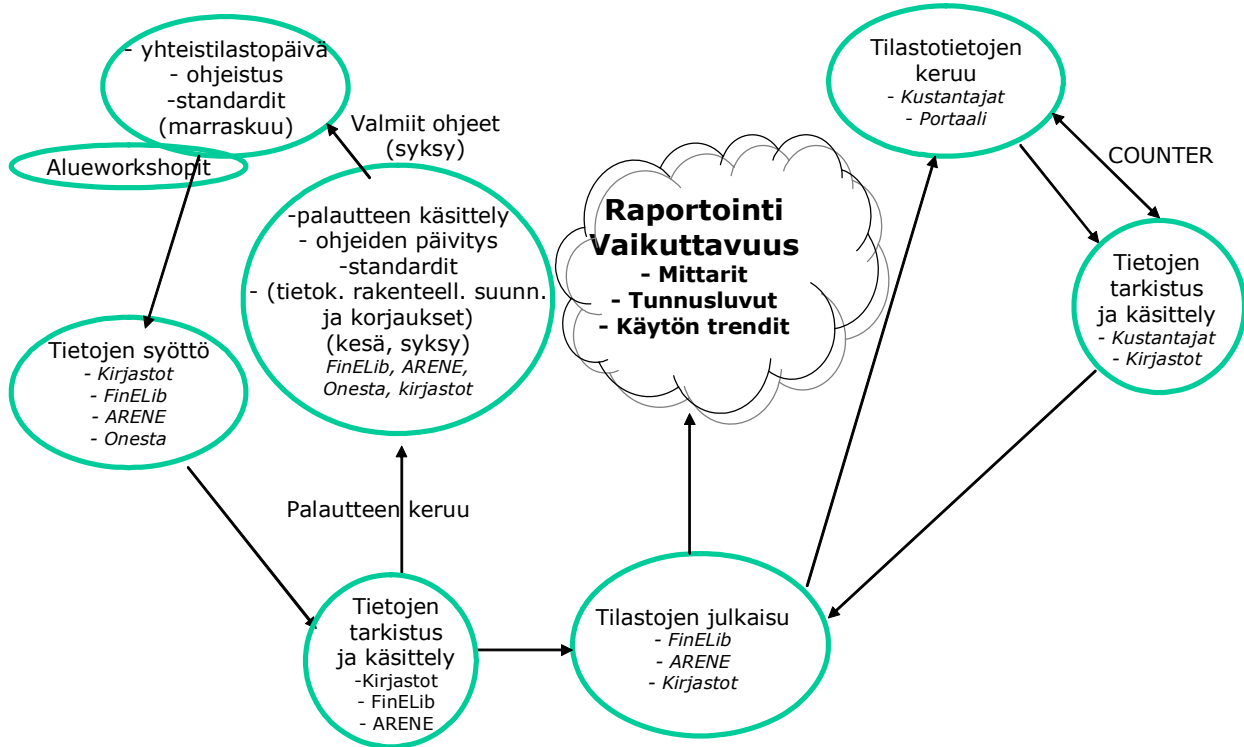 - yhteistilastopäivä
- ohjeistus
-standardit
(marraskuu)
Alueworkshopit
Valmiit ohjeet
(syksy)
-palautteen käsittely
- ohjeiden päivitys
-standardit
- (tietok. rakenteell. suunn.
ja korjaukset)
(kesä, syksy)
FinELib, ARENE,
Onesta, kirjastot
Tietojen syöttö
- Kirjastot
- FinELib
- ARENE
- Onesta
Palautteen keruu
Tietojen
tarkistus
ja käsittely
-Kirjastot
- FinELib
- ARENE
Raportointi
Vaikuttavuus
- Mittarit
- Tunnusluvut
- Käytön trendit
Tilastojen julkaisu
- FinELib
- ARENE
- Kirjastot
Tilastotietojen
keruu
- Kustantajat
- Portaali
COUNTER
Tietojen
tarkistus
ja käsittely
- Kustantajat
- Kirjastot